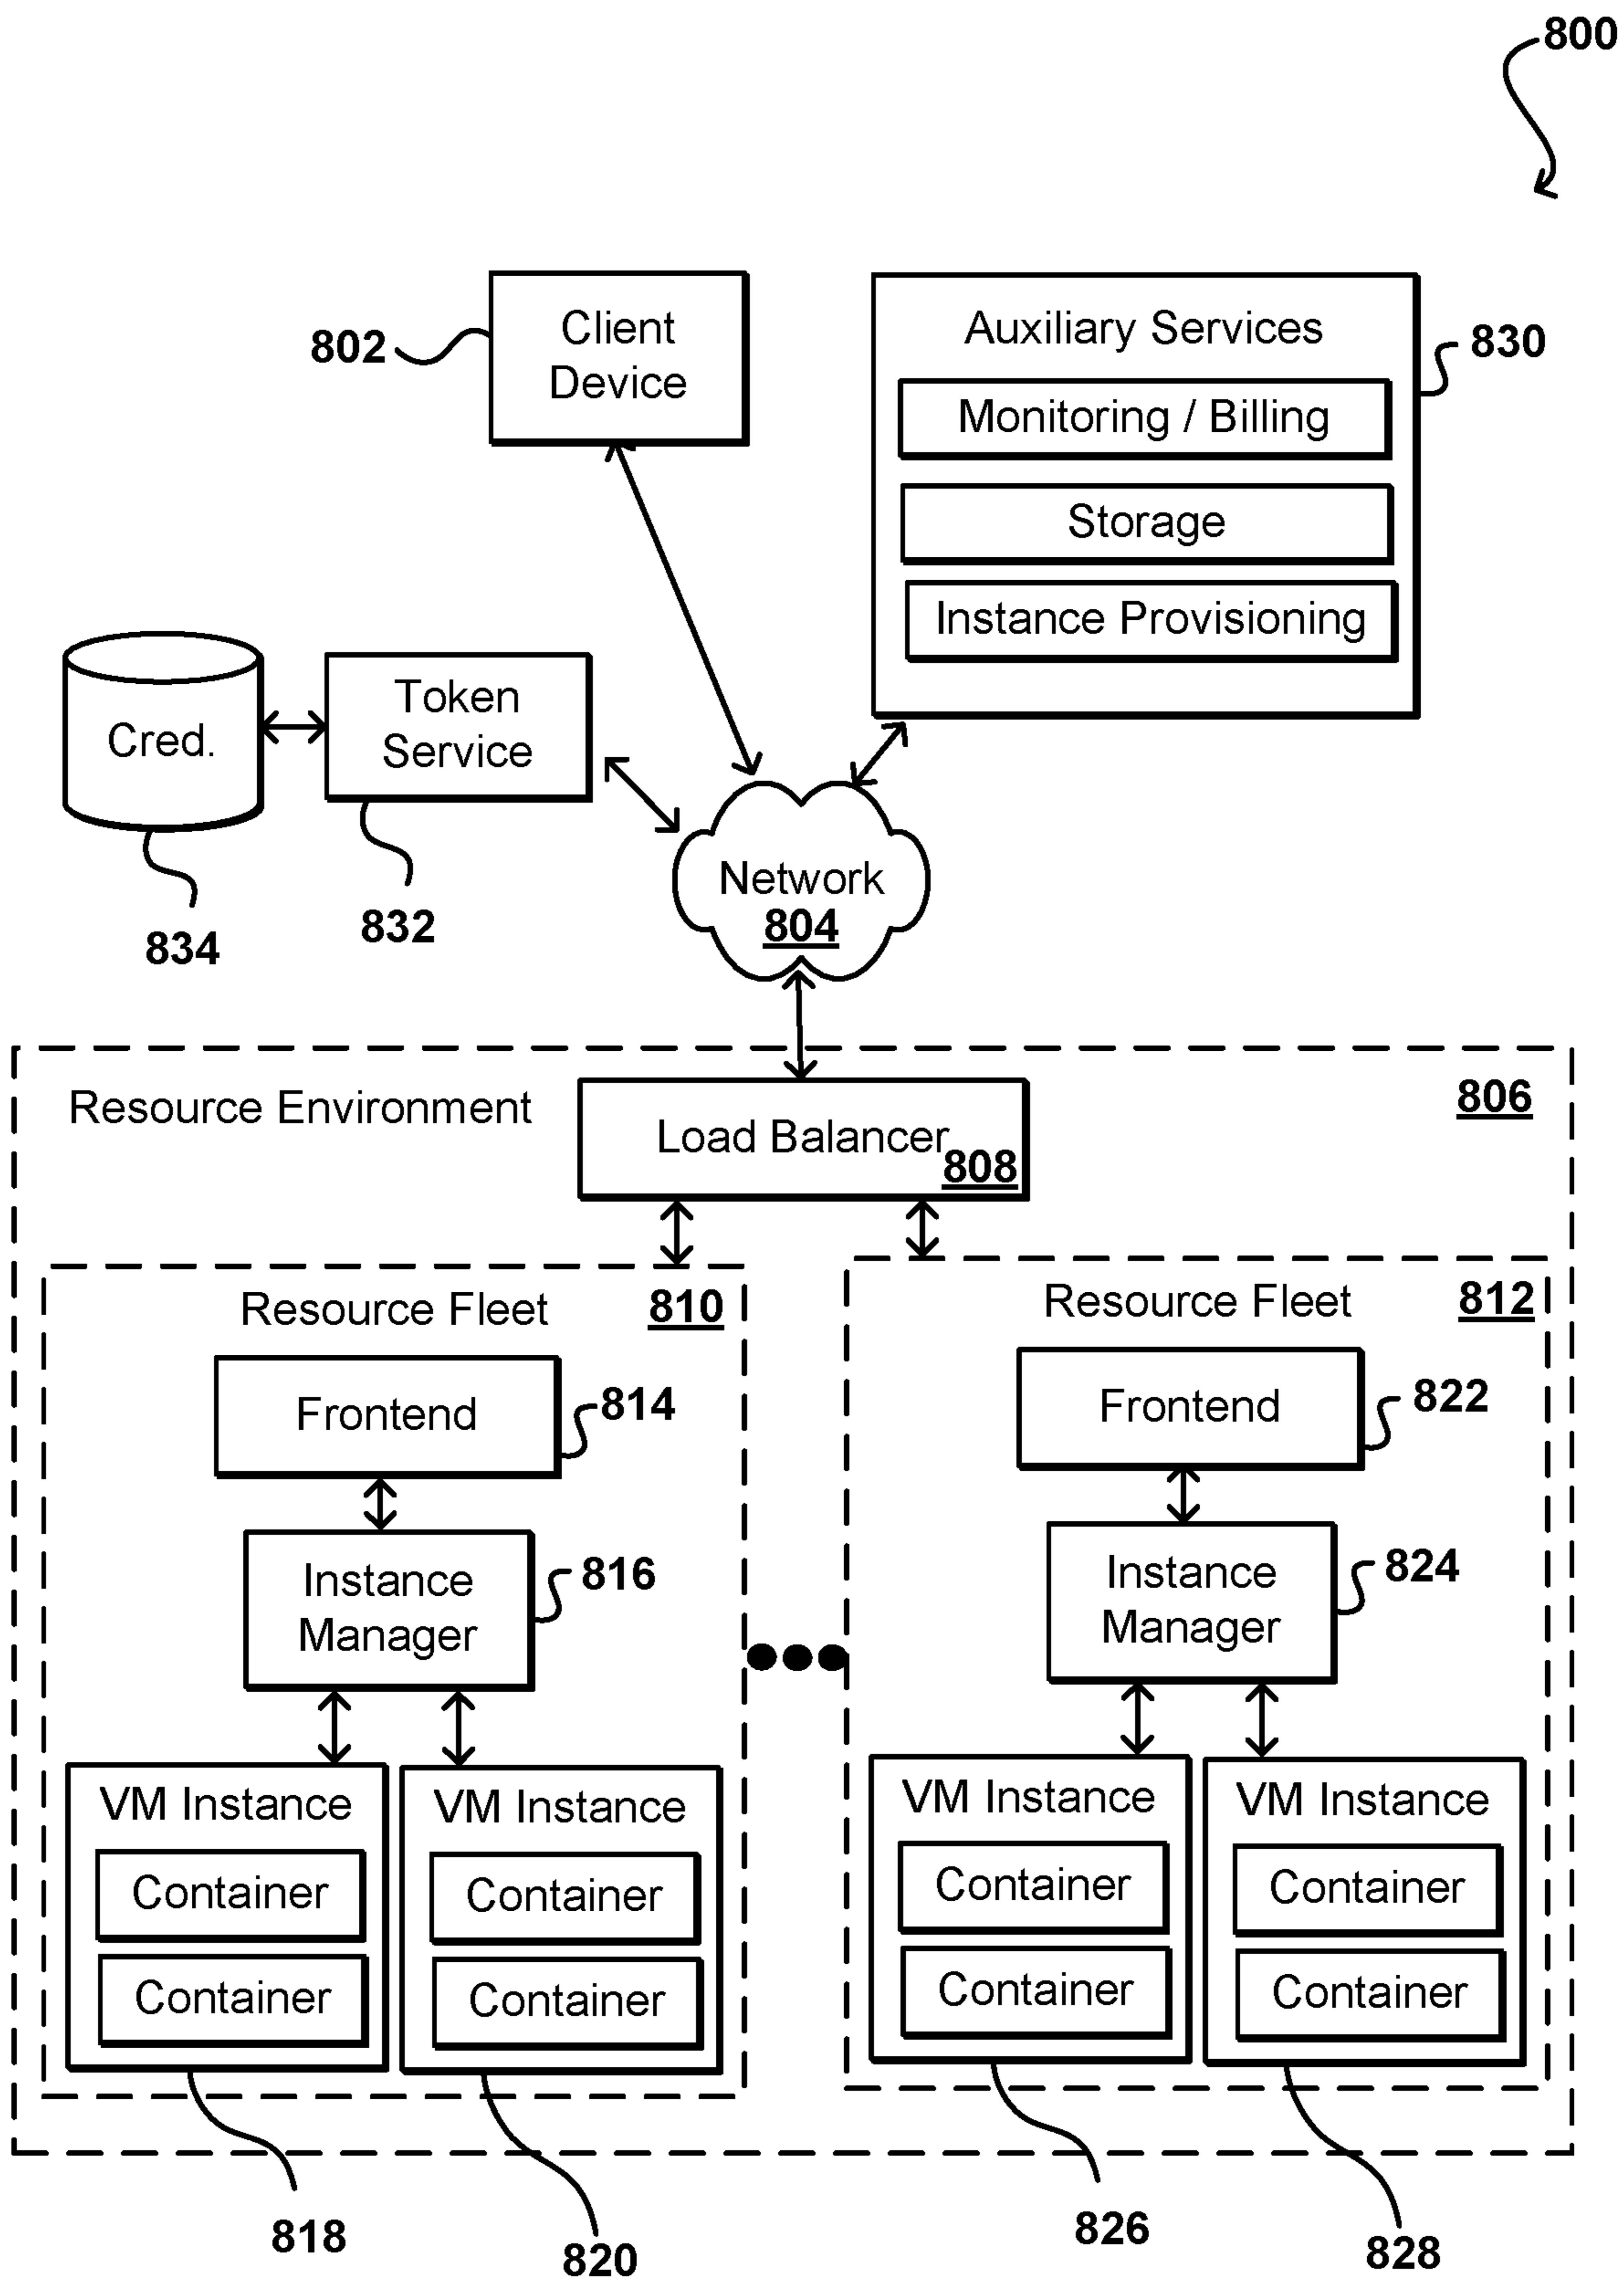 800
Client
Device
802
Auxiliary Services
830
Monitoring / Billing
Storage
Instance Provisioning
Cred.
Token
Service
834
832
Network
804
Resource Environment
806
Load Balancer
808
Resource Fleet
810
Frontend
814
Instance
Manager
816
VM Instance
Container
Container
VM Instance
Container
Container
818
820
Resource Fleet
812
Frontend
822
Instance
Manager
824
VM Instance
Container
Container
VM Instance
Container
Container
826
828